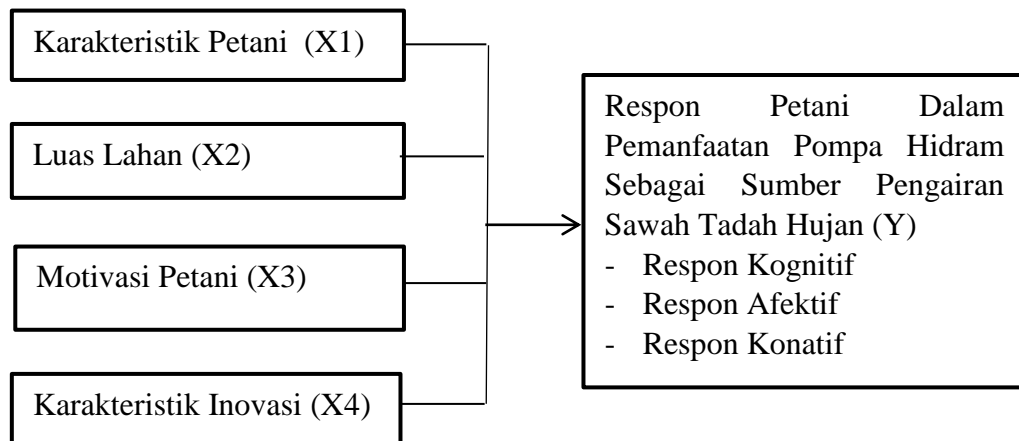 Karakteristik Petani (X1)
Luas Lahan (X2)
Motivasi Petani (X3)
Karakteristik Inovasi (X4)
Respon Petani Dalam
Pemanfaatan Pompa Hidram
Sebagai Sumber Pengairan
Sawah Tadah Hujan (Y)
- Respon Kognitif
- Respon Afektif
- Respon Konatif